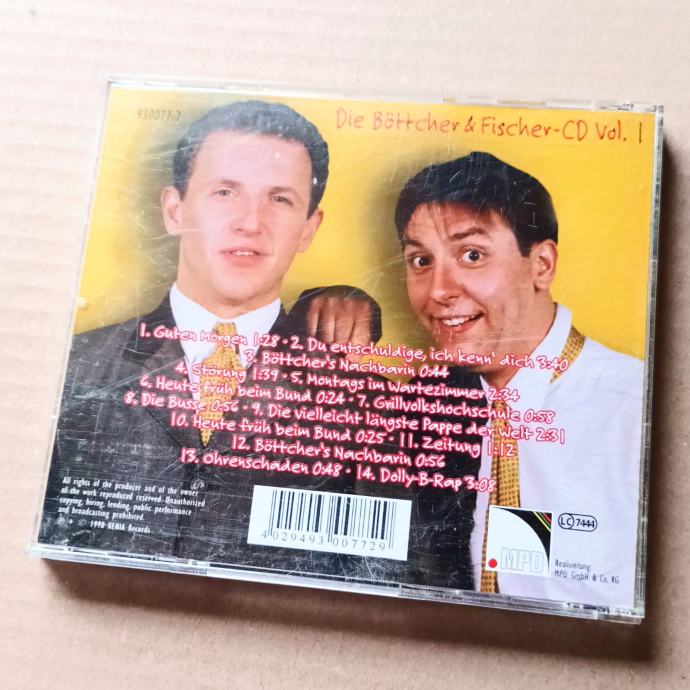 930077-2
Die Böttcher & Fischer-CD Vol. 1
1. Guten Morgen 1:28 • 2. Du entschuldige, ich kenn' dich 3:40
3. Böttcher's Nachbarin 0:44
4. Störung 1:39 • 5. Montags im Wartezimmer 2:34
6. Heute früh beim Bund 0:24 • 7. Grillvolkshochschule 0:58
8. Die Busse 0:56 • 9. Die vielleicht längste Pappe der Welt 2:31
10. Heute früh beim Bund 0:25 • 11. Zeitung 1:12
12. Böttcher's Nachbarin 0:56
13. Ohrenschaden 0:48 • 14. Dolly-B-Rap 3:08
All rights of the producer and of the owner
of the work reproduced reserved. Unauthorized
copying, hiring, lending, public performance
and broadcasting prohibited.
© 1998 XENIA Records
4 029493 007729
MPD
LC 7444
Realisierung:
MPD GmbH & Co. KG